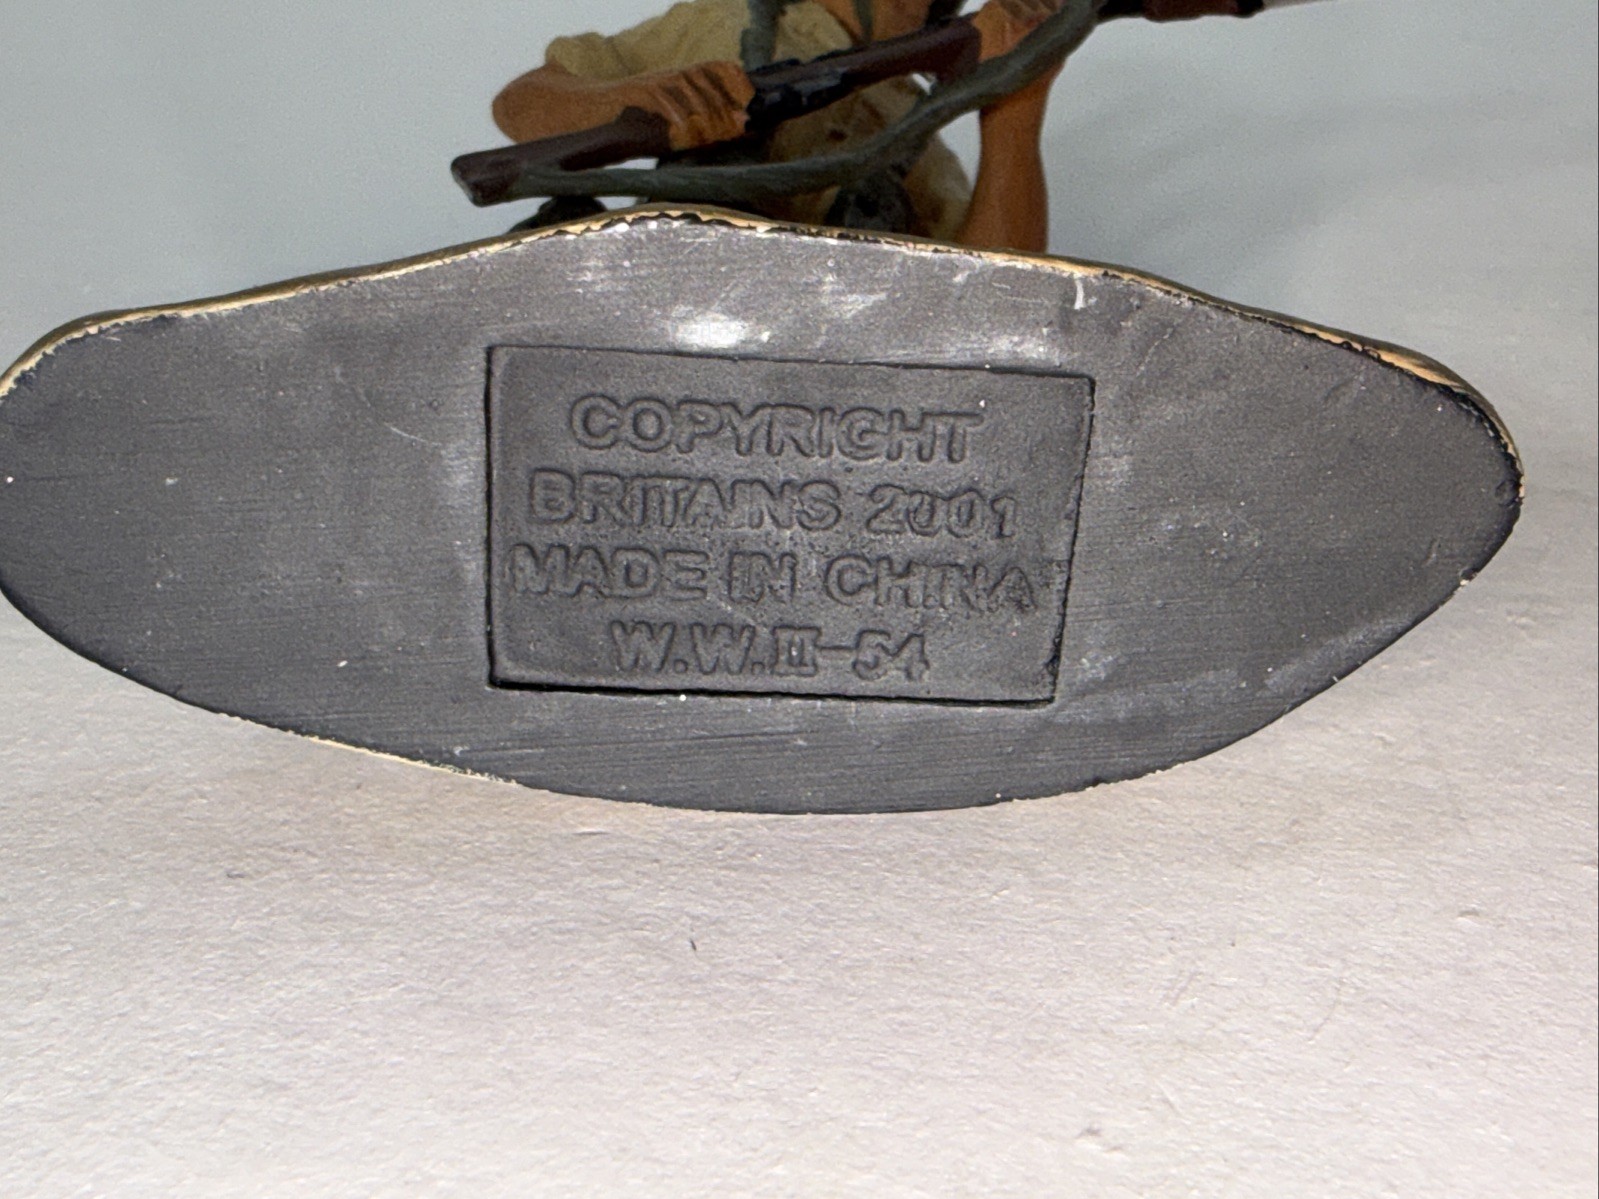 COPYRIGHT
BRITAINS 2001
MADE IN CHINA
W.W.II-54